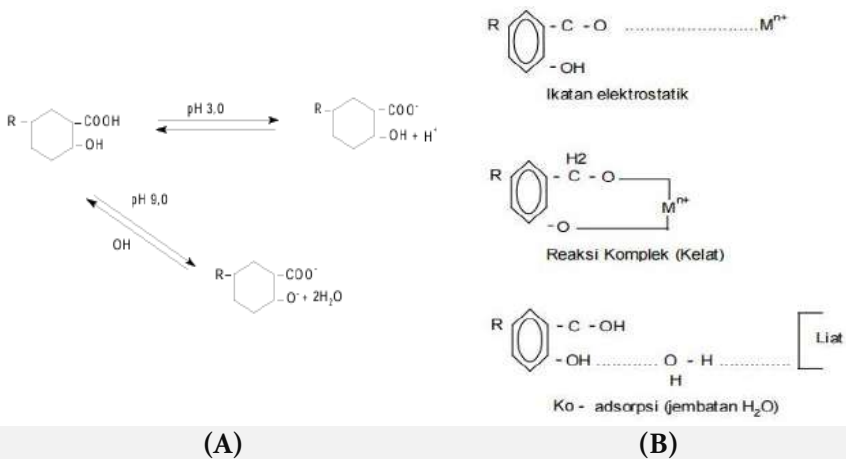 R - -COOH
-OH
pH 3,0
R- -COO⁻
-OH + H⁺
pH 9,0
OH
R- -COO⁻
-O⁻ + 2H₂O
(A)
R - C - O Mⁿ⁺
-OH
Ikatan elektrostatik
H2
R - C - O
Mⁿ⁺
-O
Reaksi Komplek (Kelat)
R - C - OH
-OH O - H
H
Liat
Ko - adsorpsi (jembatan H₂O)
(B)